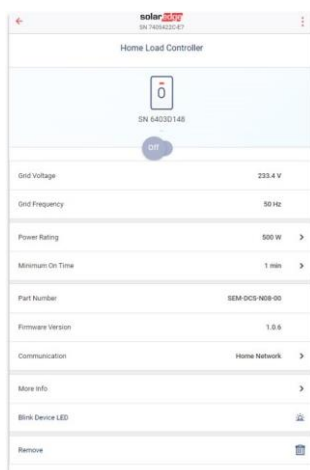 solaredge
SN 7405422C-E7
Home Load Controller
SN 6403D148
Off
Grid Voltage 233.4 V
Grid Frequency 50 Hz
Power Rating 500 W
Minimum On Time 1 min
Part Number SEM-DCS-N08-00
Firmware Version 1.0.6
Communication Home Network
More Info
Blink Device LED
Remove